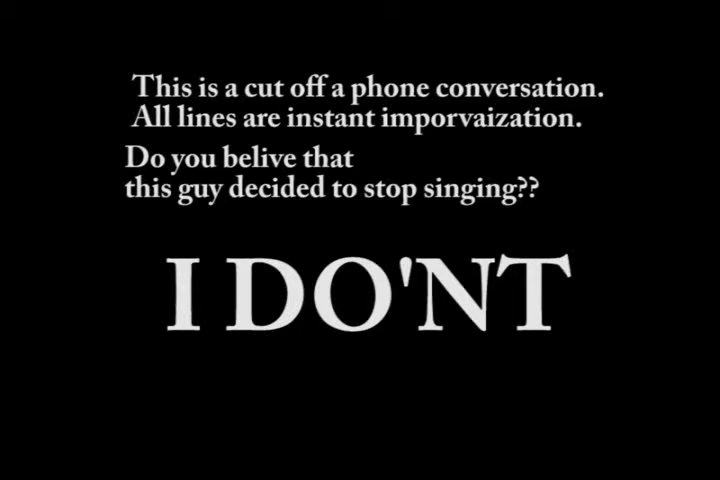 This is a cut off a phone conversation.
All lines are instant imporvaization.
Do you belive that
this guy decided to stop singing??
I DO'NT